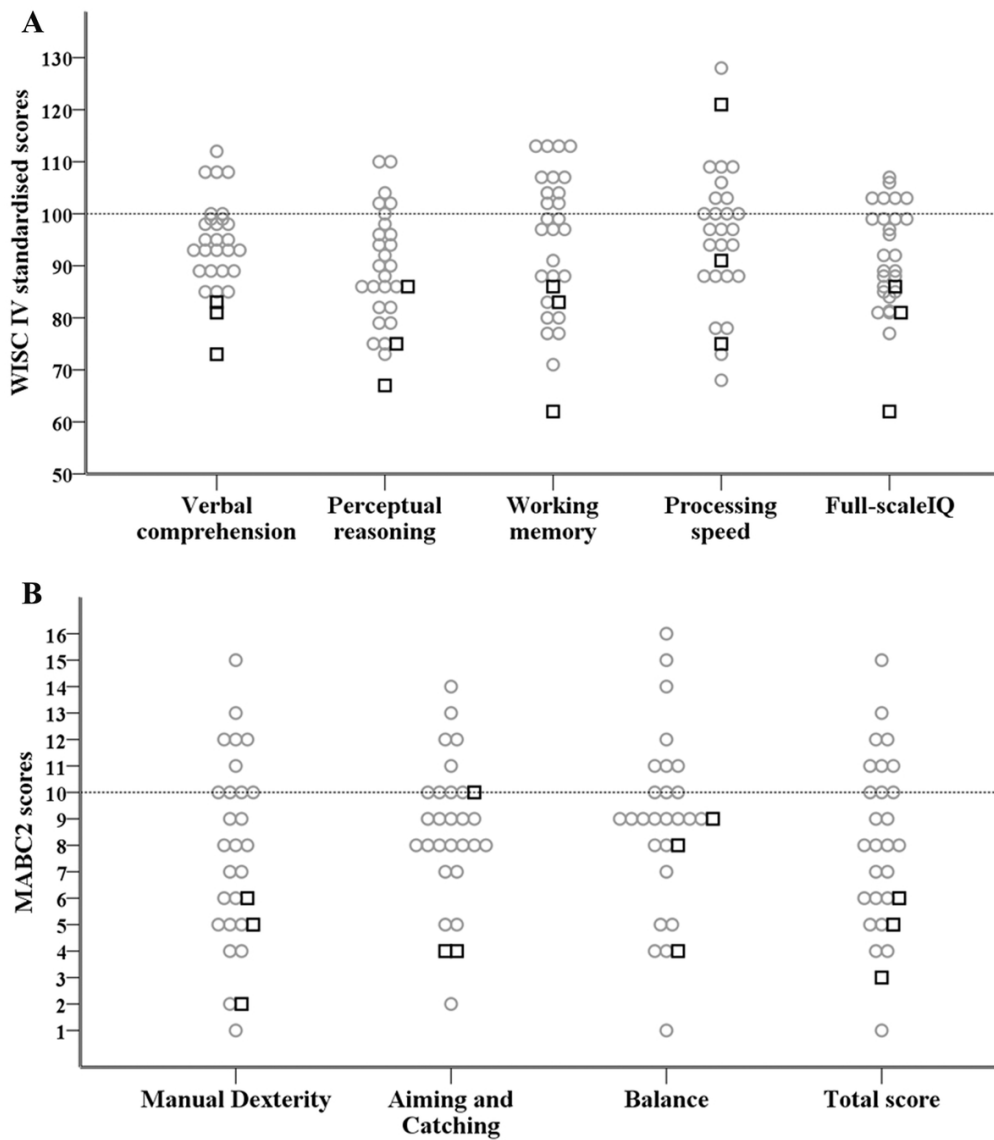 A
WISC IV standardised scores
130
120
110
100
90
80
70
60
50
Verbal
comprehension
Perceptual
reasoning
Working
memory
Processing
speed
Full-scaleIQ
B
MABC2 scores
16
15
14
13
12
11
10
9
8
7
6
5
4
3
2
1
Manual Dexterity
Aiming and
Catching
Balance
Total score